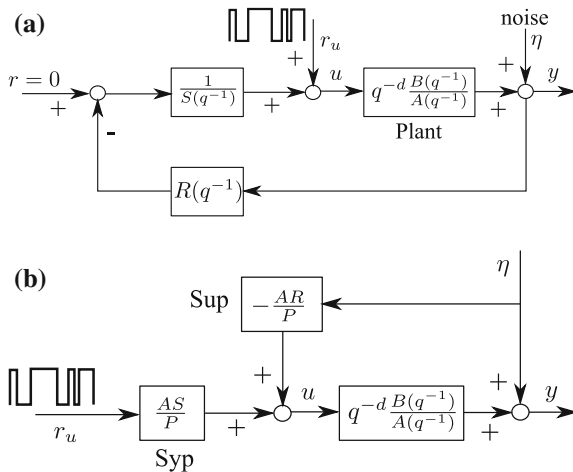 (a)
noise
r_u
η
r = 0
+
+
1/S(q^{-1})
+
u
q^{-d} B(q^{-1})/A(q^{-1})
+
+
y
-
Plant
R(q^{-1})
(b)
η
Sup
-AR/P
+
r_u
AS/P
+
u
q^{-d} B(q^{-1})/A(q^{-1})
+
+
y
Syp